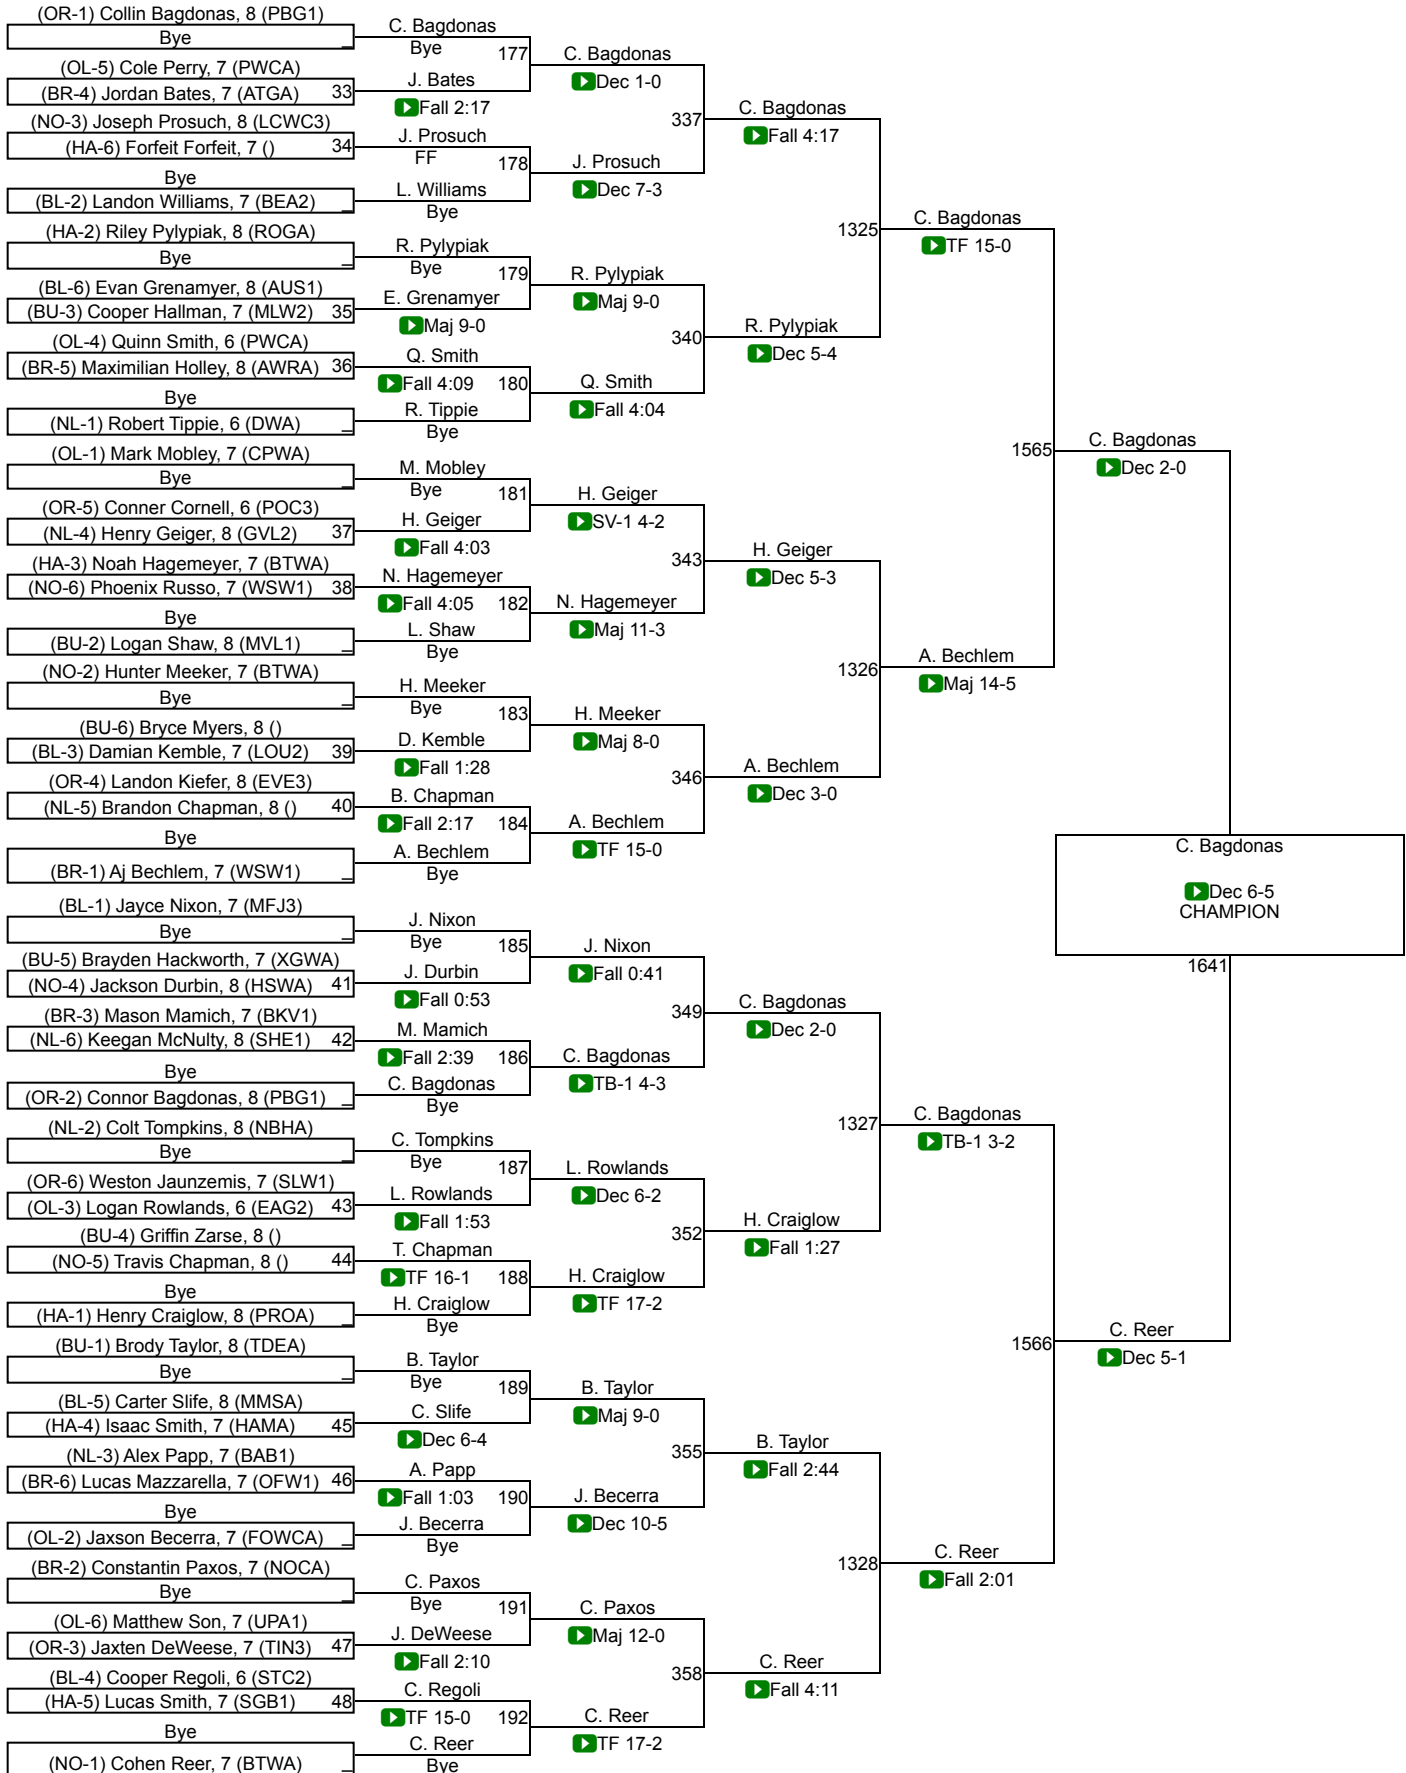 (OR-1) Collin Bagdonas, 8 (PBG1)
Bye _
(OL-5) Cole Perry, 7 (PWCA)
(BR-4) Jordan Bates, 7 (ATGA) 33
(NO-3) Joseph Prosuch, 8 (LCWC3)
(HA-6) Forfeit Forfeit, 7 () 34
Bye
(BL-2) Landon Williams, 7 (BEA2) _
(HA-2) Riley Pylypiak, 8 (ROGA)
Bye _
(BL-6) Evan Grenamyer, 8 (AUS1)
(BU-3) Cooper Hallman, 7 (MLW2) 35
(OL-4) Quinn Smith, 6 (PWCA)
(BR-5) Maximilian Holley, 8 (AWRA) 36
Bye
(NL-1) Robert Tippie, 6 (DWA) _
(OL-1) Mark Mobley, 7 (CPWA)
Bye _
(OR-5) Conner Cornell, 6 (POC3)
(NL-4) Henry Geiger, 8 (GVL2) 37
(HA-3) Noah Hagemeyer, 7 (BTWA)
(NO-6) Phoenix Russo, 7 (WSW1) 38
Bye
(BU-2) Logan Shaw, 8 (MVL1) _
(NO-2) Hunter Meeker, 7 (BTWA)
Bye _
(BU-6) Bryce Myers, 8 ()
(BL-3) Damian Kemble, 7 (LOU2) 39
(OR-4) Landon Kiefer, 8 (EVE3)
(NL-5) Brandon Chapman, 8 () 40
Bye
(BR-1) Aj Bechlem, 7 (WSW1) _
(BL-1) Jayce Nixon, 7 (MFJ3)
Bye _
(BU-5) Brayden Hackworth, 7 (XGWA)
(NO-4) Jackson Durbin, 8 (HSWA) 41
(BR-3) Mason Mamich, 7 (BKV1)
(NL-6) Keegan McNulty, 8 (SHE1) 42
Bye
(OR-2) Connor Bagdonas, 8 (PBG1) _
(NL-2) Colt Tompkins, 8 (NBHA)
Bye _
(OR-6) Weston Jaunzemis, 7 (SLW1)
(OL-3) Logan Rowlands, 6 (EAG2) 43
(BU-4) Griffin Zarse, 8 ()
(NO-5) Travis Chapman, 8 () 44
Bye
(HA-1) Henry Craiglow, 8 (PROA) _
(BU-1) Brody Taylor, 8 (TDEA)
Bye _
(BL-5) Carter Slife, 8 (MMSA)
(HA-4) Isaac Smith, 7 (HAMA) 45
(NL-3) Alex Papp, 7 (BAB1)
(BR-6) Lucas Mazzarella, 7 (OFW1) 46
Bye
(OL-2) Jaxson Becerra, 7 (FOWCA) _
(BR-2) Constantin Paxos, 7 (NOCA)
Bye _
(OL-6) Matthew Son, 7 (UPA1)
(OR-3) Jaxten DeWeese, 7 (TIN3) 47
(BL-4) Cooper Regoli, 6 (STC2)
(HA-5) Lucas Smith, 7 (SGB1) 48
Bye
(NO-1) Cohen Reer, 7 (BTWA) _
C. Bagdonas
Bye 177
J. Bates
Fall 2:17
J. Prosuch
FF 178
L. Williams
Bye
R. Pylypiak
Bye 179
E. Grenamyer
Maj 9-0
Q. Smith
Fall 4:09 180
R. Tippie
Bye
M. Mobley
Bye 181
H. Geiger
Fall 4:03
N. Hagemeyer
Fall 4:05 182
L. Shaw
Bye
H. Meeker
Bye 183
D. Kemble
Fall 1:28
B. Chapman
Fall 2:17 184
A. Bechlem
Bye
J. Nixon
Bye 185
J. Durbin
Fall 0:53
M. Mamich
Fall 2:39 186
C. Bagdonas
Bye
C. Tompkins
Bye 187
L. Rowlands
Fall 1:53
T. Chapman
TF 16-1 188
H. Craiglow
Bye
B. Taylor
Bye 189
C. Slife
Dec 6-4
A. Papp
Fall 1:03 190
J. Becerra
Bye
C. Paxos
Bye 191
J. DeWeese
Fall 2:10
C. Regoli
TF 15-0 192
C. Reer
Bye
C. Bagdonas
Dec 1-0
337
J. Prosuch
Dec 7-3
R. Pylypiak
Maj 9-0
340
Q. Smith
Fall 4:04
H. Geiger
SV-1 4-2
343
N. Hagemeyer
Maj 11-3
H. Meeker
Maj 8-0
346
A. Bechlem
TF 15-0
J. Nixon
Fall 0:41
349
C. Bagdonas
TB-1 4-3
L. Rowlands
Dec 6-2
352
H. Craiglow
TF 17-2
B. Taylor
Maj 9-0
355
J. Becerra
Dec 10-5
C. Paxos
Maj 12-0
358
C. Reer
TF 17-2
C. Bagdonas
Fall 4:17
1325
R. Pylypiak
Dec 5-4
H. Geiger
Dec 5-3
1326
A. Bechlem
Dec 3-0
C. Bagdonas
Dec 2-0
1327
H. Craiglow
Fall 1:27
B. Taylor
Fall 2:44
1328
C. Reer
Fall 4:11
C. Bagdonas
TF 15-0
1565
A. Bechlem
Maj 14-5
C. Bagdonas
TB-1 3-2
1566
C. Reer
Fall 2:01
C. Bagdonas
Dec 2-0
C. Bagdonas
Dec 6-5
CHAMPION
1641
C. Reer
Dec 5-1